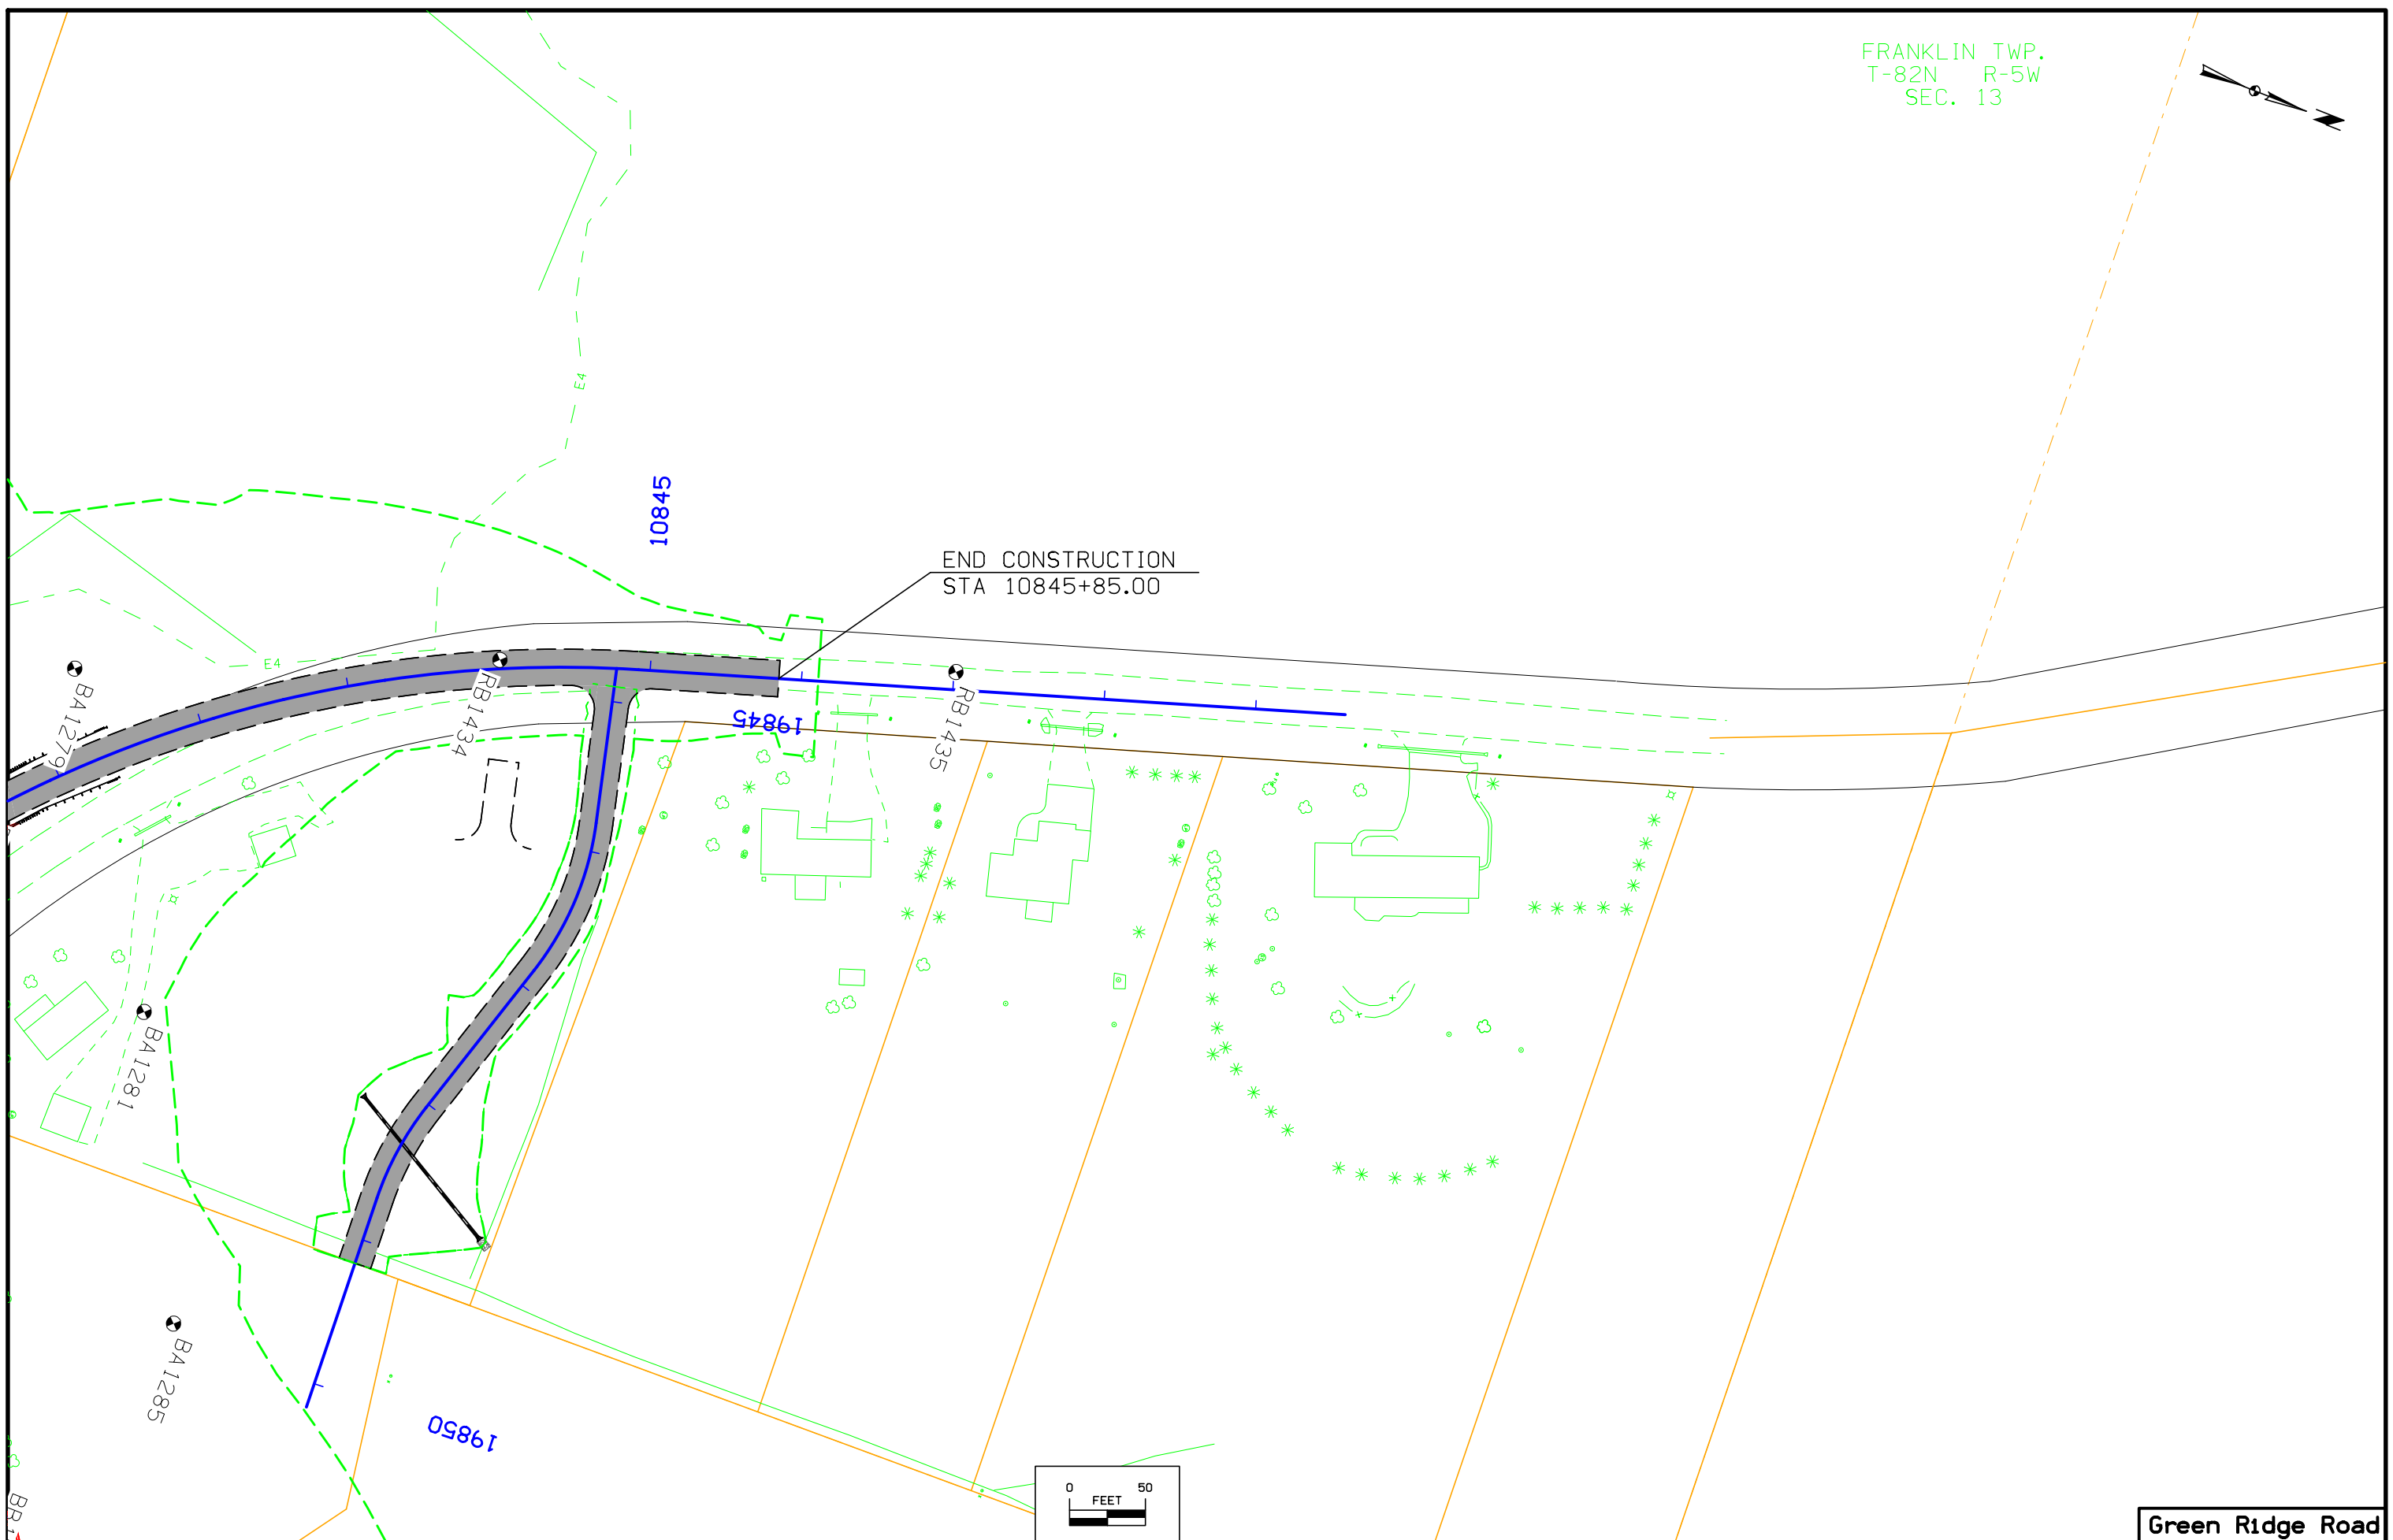 FRANKLIN TWP.
T-82N R-5W
SEC. 13
N
E4
10845
END CONSTRUCTION
STA 10845+85.00
E4
BA1279
RB1434
19845
RB1435
BA1281
BA1285
19850
0 50
FEET
Green Ridge Road